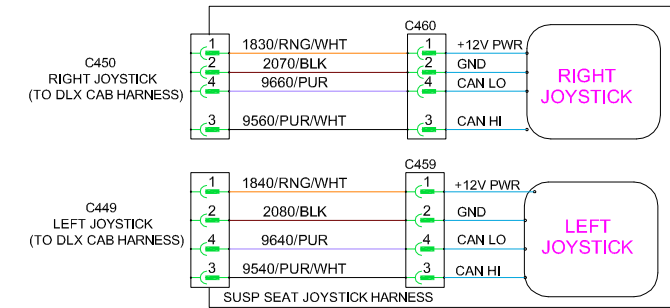 C460
1 1830/RNG/WHT 1 +12V PWR
C450 2 2070/BLK 2 GND
RIGHT JOYSTICK 4 9660/PUR 4 CAN LO RIGHT
(TO DLX CAB HARNESS) JOYSTICK
3 9560/PUR/WHT 3 CAN HI
C459
1 1840/RNG/WHT 1 +12V PWR
C449 2 2080/BLK 2 GND
LEFT JOYSTICK LEFT
(TO DLX CAB HARNESS) 4 9640/PUR 4 CAN LO JOYSTICK
3 9540/PUR/WHT 3 CAN HI
SUSP SEAT JOYSTICK HARNESS